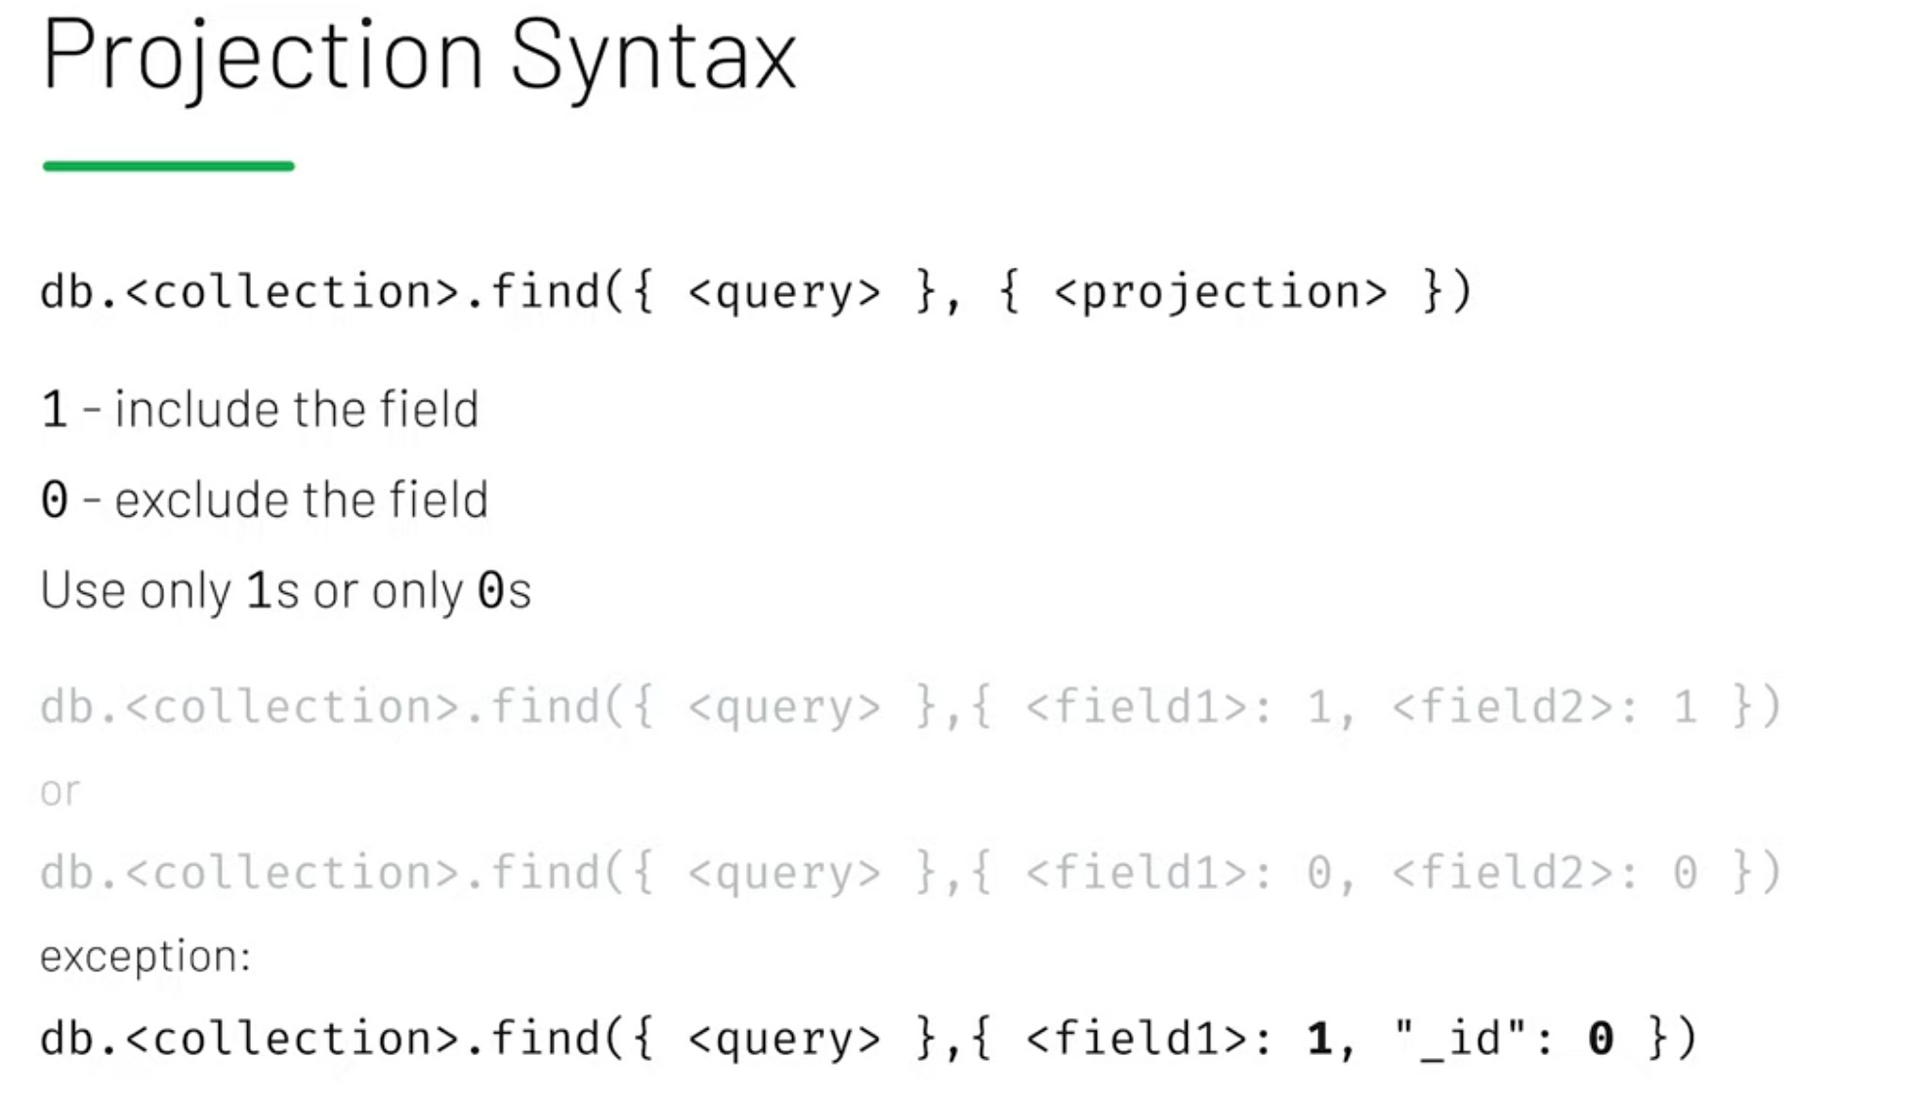 Projection Syntax
db.<collection>.find({ <query> }, { <projection> })
1 - include the field
0 - exclude the field
Use only 1s or only 0s
db.<collection>.find({ <query> },{ <field1>: 1, <field2>: 1 })
or
db.<collection>.find({ <query> },{ <field1>: 0, <field2>: 0 })
exception:
db.<collection>.find({ <query> },{ <field1>: 1, "_id": 0 })